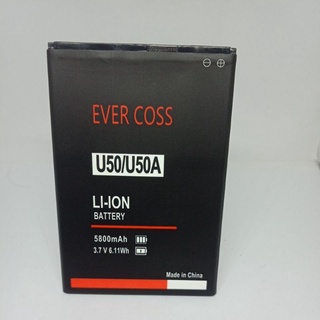 EVER COSS
U50/U50A
LI-ION
BATTERY
5800mAh
3,7 V 6.11Wh
Made in China